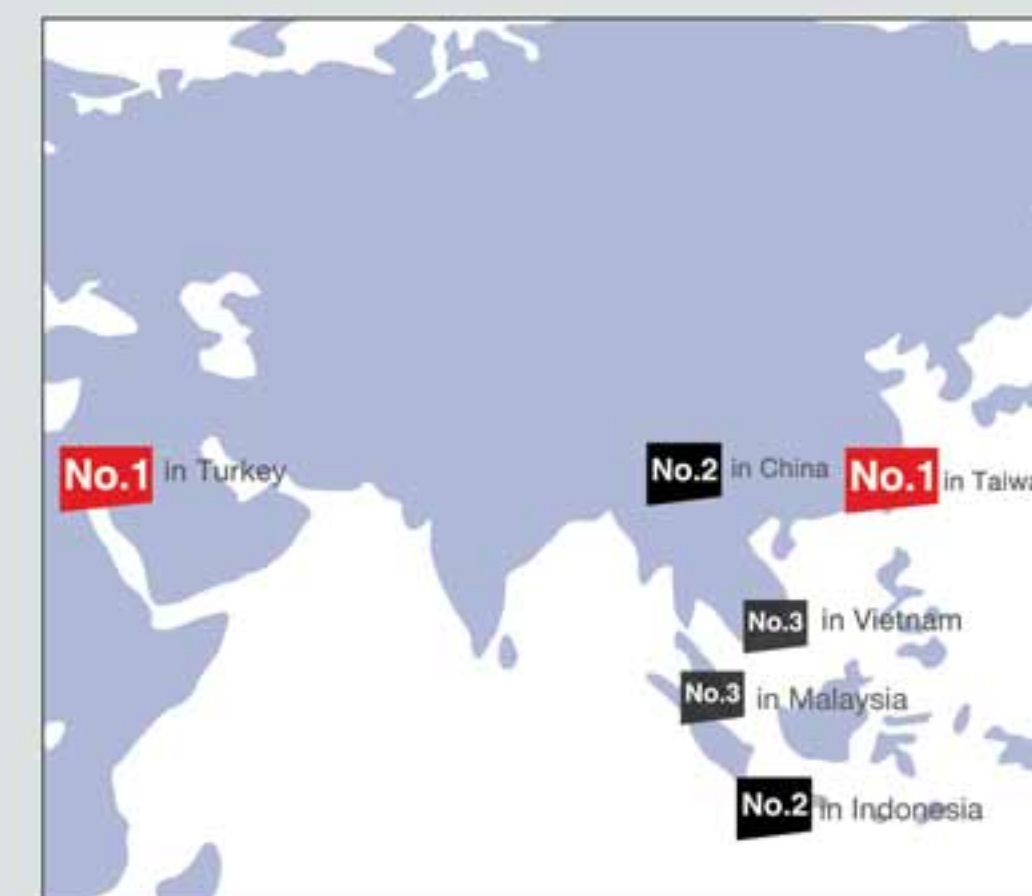 No.1 in Turkey
No.2 in China
No.1 in Taiwa
No.3 in Vietnam
No.3 in Malaysia
No.2 in Indonesia